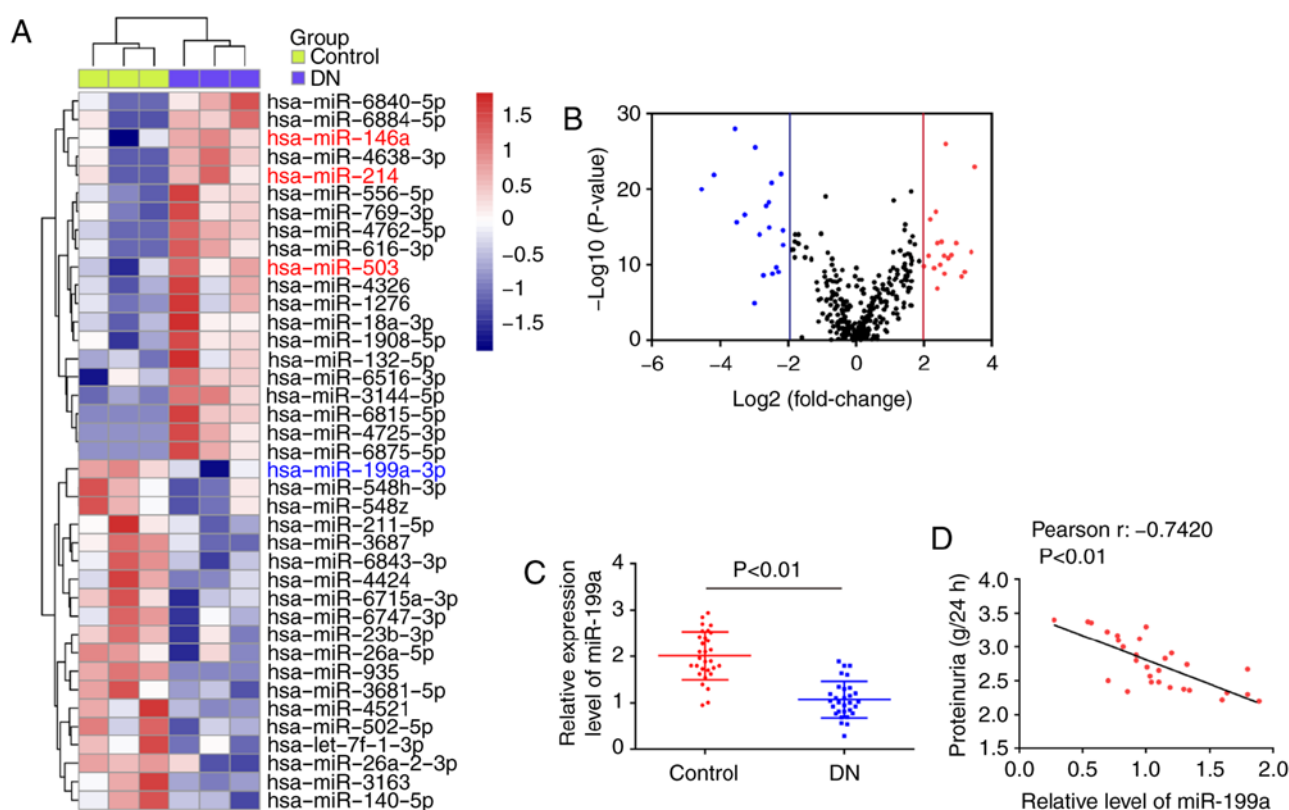 A
Group
Control
DN
hsa−miR−6840−5p
hsa−miR−6884−5p
hsa−miR−146a
hsa−miR−4638−3p
hsa−miR−214
hsa−miR−556−5p
hsa−miR−769−3p
hsa−miR−4762−5p
hsa−miR−616−3p
hsa−miR−503
hsa−miR−4326
hsa−miR−1276
hsa−miR−18a−3p
hsa−miR−1908−5p
hsa−miR−132−5p
hsa−miR−6516−3p
hsa−miR−3144−5p
hsa−miR−6815−5p
hsa−miR−4725−3p
hsa−miR−6875−5p
hsa−miR−199a−3p
hsa−miR−548h−3p
hsa−miR−548z
hsa−miR−211−5p
hsa−miR−3687
hsa−miR−6843−3p
hsa−miR−4424
hsa−miR−6715a−3p
hsa−miR−6747−3p
hsa−miR−23b−3p
hsa−miR−26a−5p
hsa−miR−935
hsa−miR−3681−5p
hsa−miR−4521
hsa−miR−502−5p
hsa−let−7f−1−3p
hsa−miR−26a−2−3p
hsa−miR−3163
hsa−miR−140−5p
1.5
1
0.5
0
−0.5
−1
−1.5
B
−Log10 (P-value)
30
20
10
0
−6 −4 −2 0 2 4
Log2 (fold-change)
C
Relative expression
level of miR−199a
P<0.01
4
3
2
1
0
Control DN
D
Pearson r: −0.7420
P<0.01
Proteinuria (g/24 h)
4.0
3.5
3.0
2.5
2.0
1.5
0.0 0.5 1.0 1.5 2.0
Relative level of miR−199a